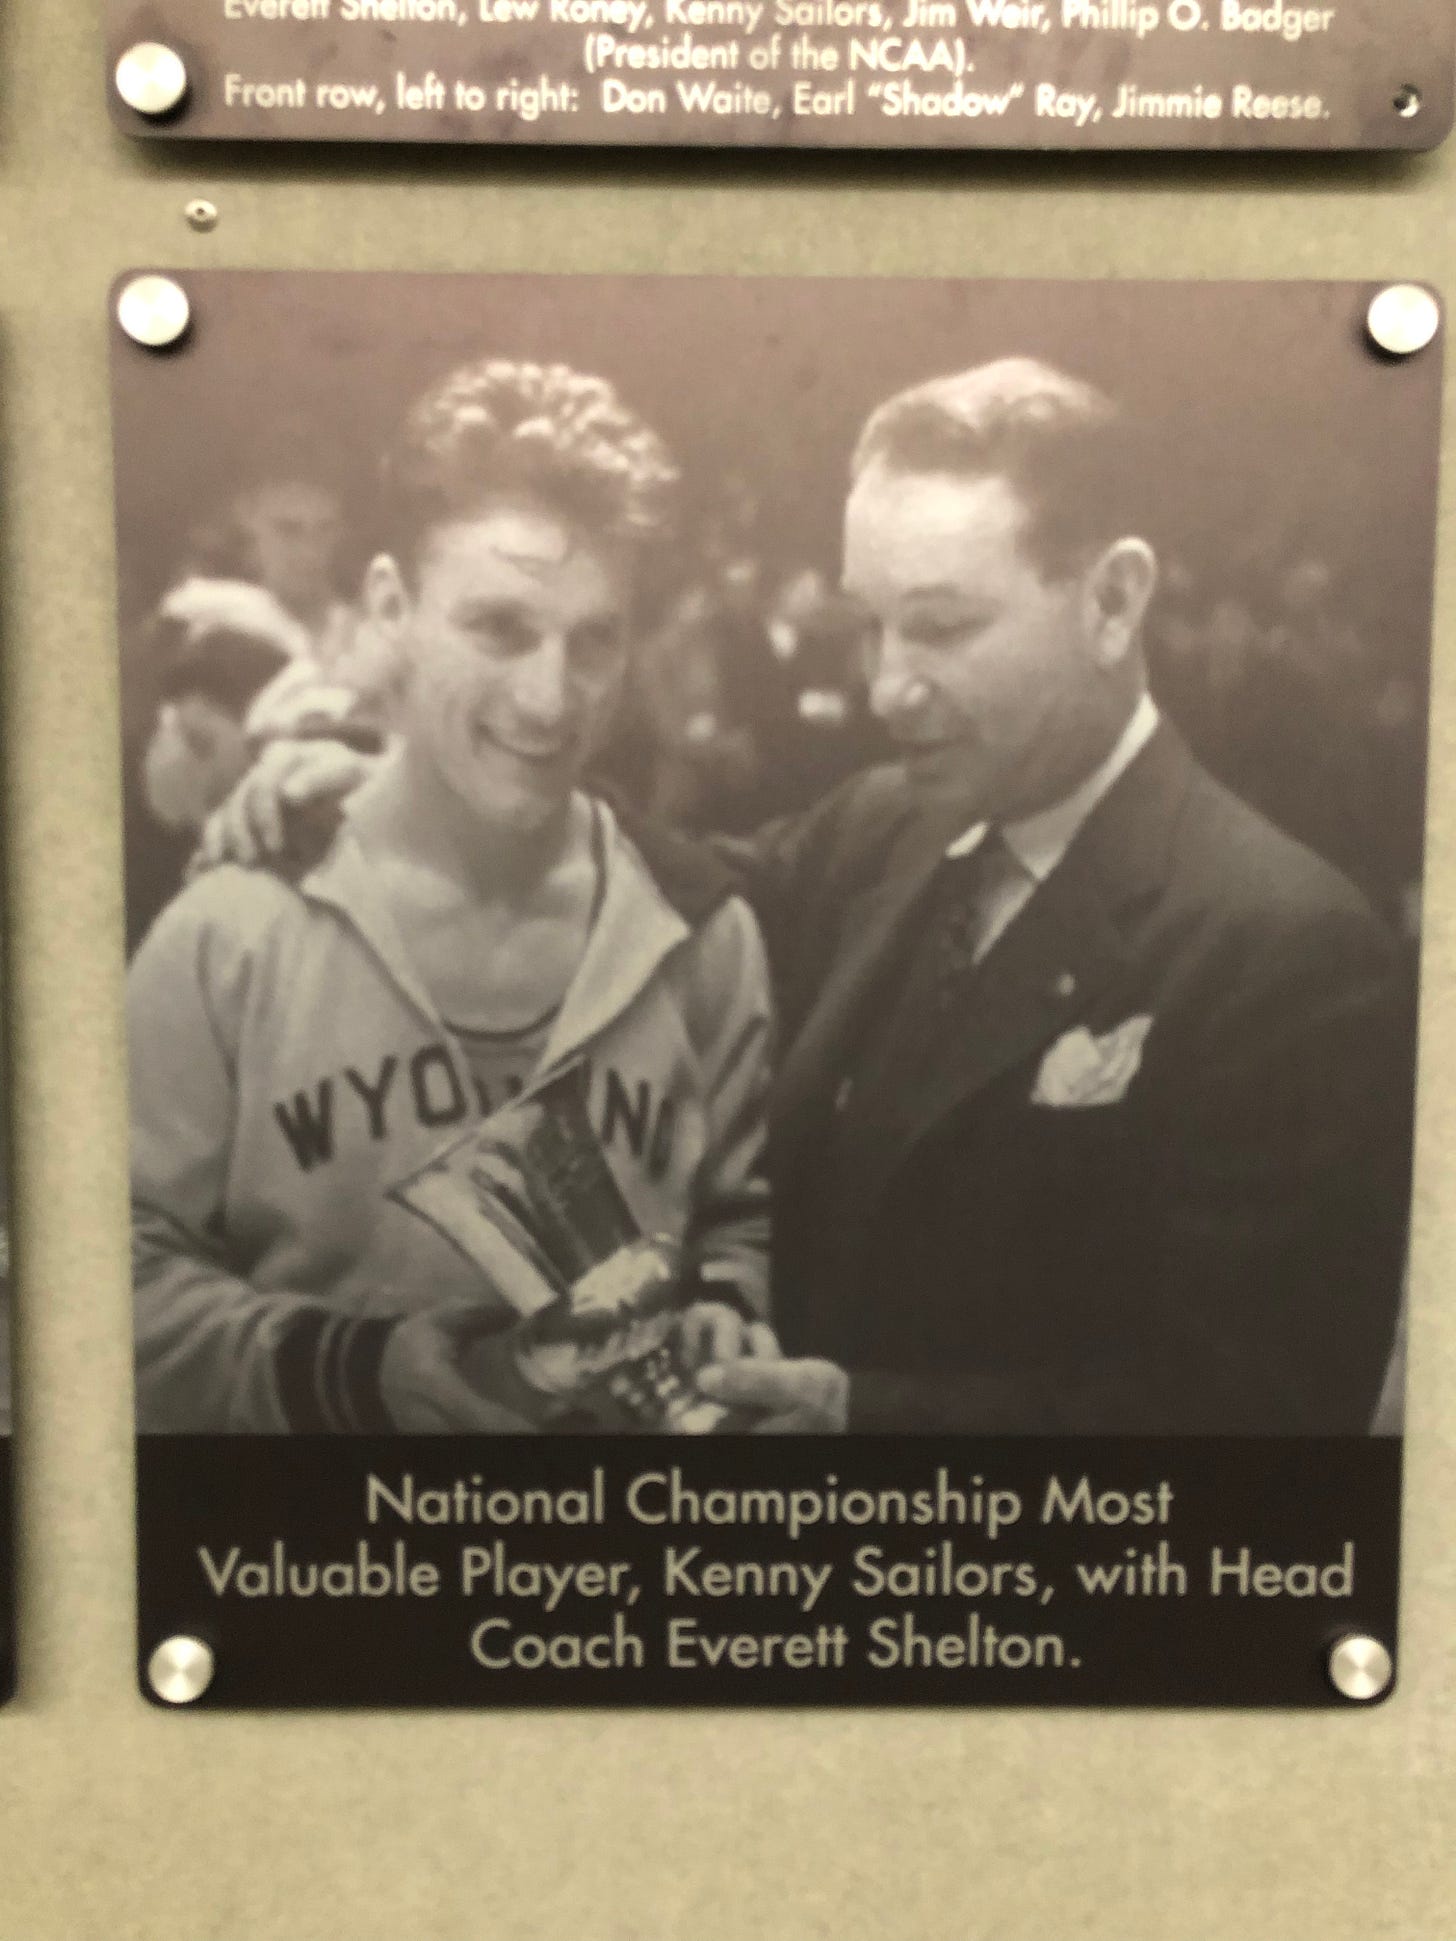 Everett Shelton, Lew Roney, Kenny Sailors, Jim Weir, Phillip O. Badger
(President of the NCAA).
Front row, left to right: Don Waite, Earl “Shadow” Ray, Jimmie Reese.
WYO NI
National Championship Most
Valuable Player, Kenny Sailors, with Head
Coach Everett Shelton.